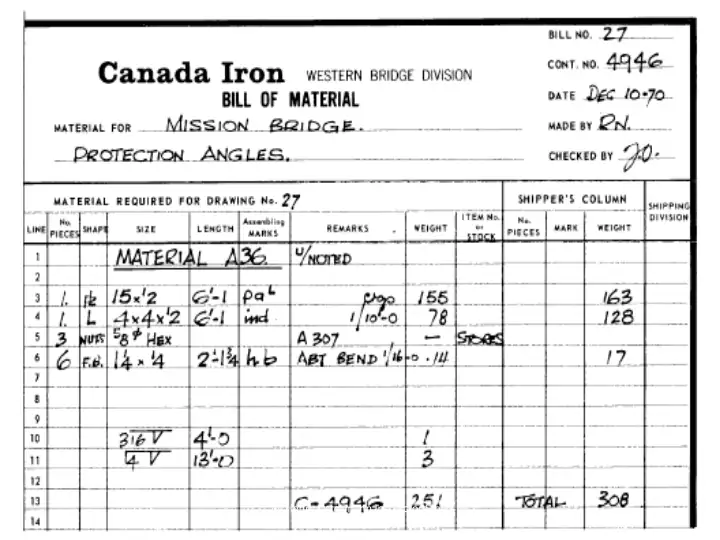 BILL NO. 27
Canada Iron WESTERN BRIDGE DIVISION
CONT. NO. 4946
BILL OF MATERIAL
DATE DEC 10-70
MATERIAL FOR MISSION BRIDGE.
MADE BY RN.
PROTECTION ANGLES.
CHECKED BY J.O.
MATERIAL REQUIRED FOR DRAWING No. 27 SHIPPER'S COLUMN SHIPPING DIVISION
LINE No. PIECES SHAPE SIZE LENGTH Assembling MARKS REMARKS WEIGHT ITEM No. or STOCK No. PIECES MARK WEIGHT
1 MATERIAL A36. U/NOTED
2
3 1. 15x½ 6'-1 pa 155 163
4 1. L 4x4x½ 6'-1 ind 1/10'-0 78 128
5 3 NUTS ⅝ φ HEX A 307 — STORES
6 6 F.B. 1¼ x ¼ 2'-1¾ hb ABT BEND 1/16-0 . 14 17
7
8
9
10 316 V 4'-0 1
11 4 V 13'-0 3
12
13 C-4946 251 TOTAL 308
14